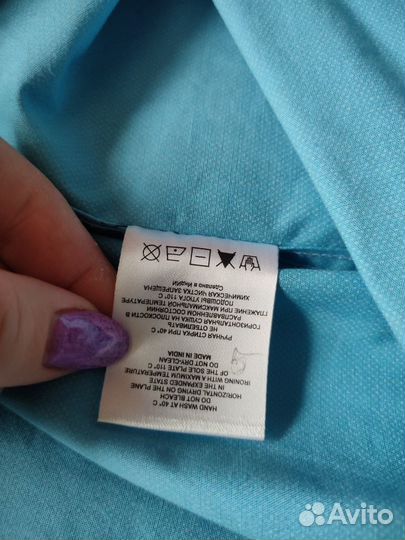 HAND WASH AT 40° C
DO NOT BLEACH
HORIZONTAL DRYING ON THE PLANE
IN THE EXPANDED STATE
IRONING WITH A MAXIMUM TEMPERATURE
OF THE SOLE PLATE 110° C
DO NOT DRY-CLEAN
MADE IN INDIA
РУЧНАЯ СТИРКА ПРИ 40° С
НЕ ОТБЕЛИВАТЬ
ГОРИЗОНТАЛЬНАЯ СУШКА НА ПЛОСКОСТИ В
РАСПРАВЛЕННОМ СОСТОЯНИИ
ГЛАЖЕНИЕ ПРИ МАКСИМАЛЬНОЙ ТЕМПЕРАТУРЕ
ПОДОШВЫ УТЮГА 110° С
ХИМИЧЕСКАЯ ЧИСТКА ЗАПРЕЩЕНА
Сделано в Индии
Avito